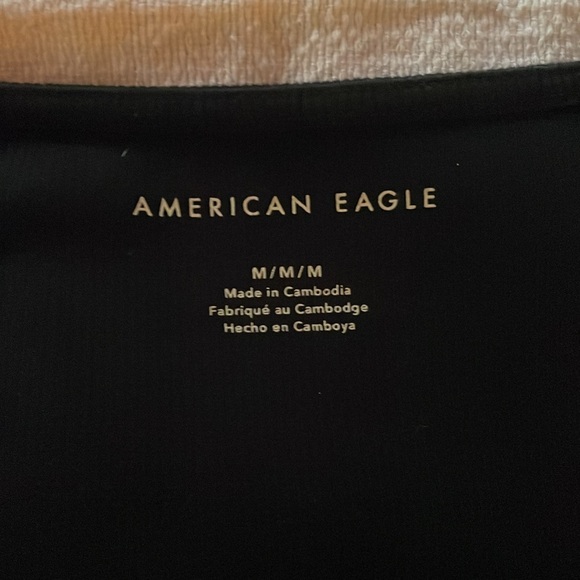 AMERICAN EAGLE
M/M/M
Made in Cambodia
Fabriqué au Cambodge
Hecho en Camboya